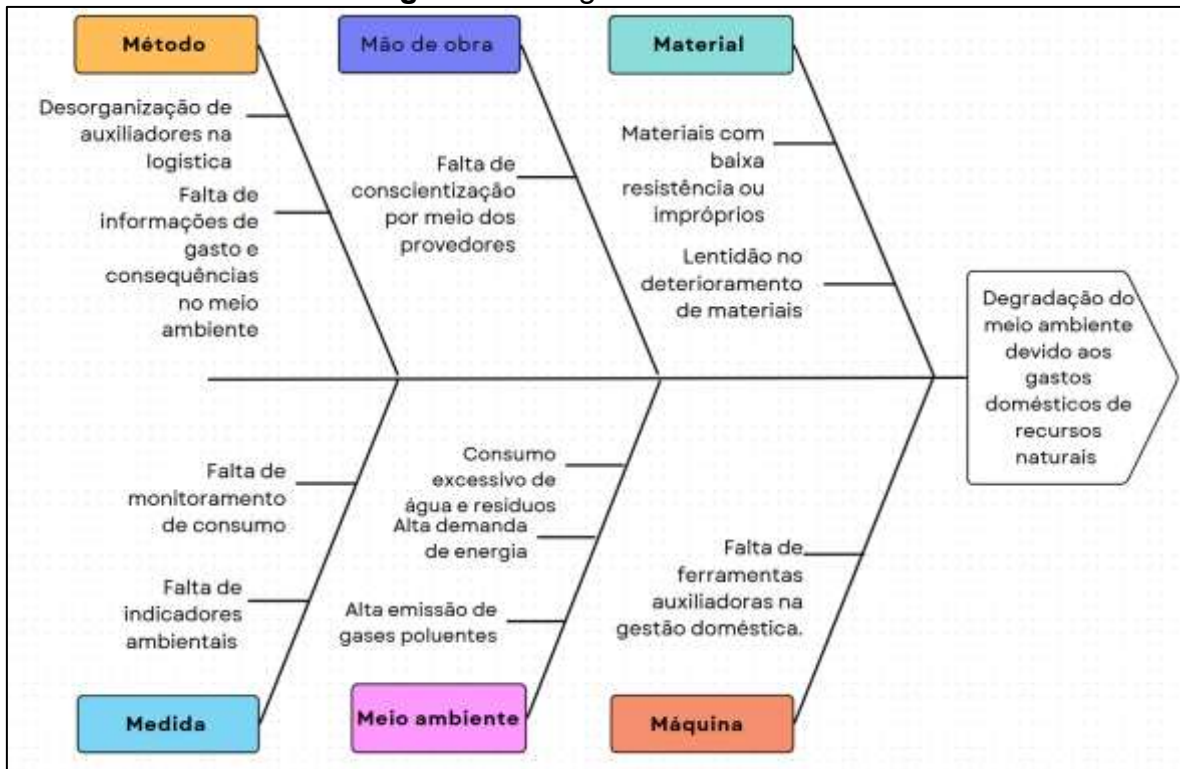 Método
Desorganização de
auxiliadores na
logística
Falta de
informações de
gasto e
consequências
no meio
ambiente
Mão de obra
Falta de
conscientização
por meio dos
provedores
Material
Materiais com
baixa
resistência ou
impróprios
Lentidão no
deterioramento
de materiais
Degradação do
meio ambiente
devido aos
gastos
domésticos de
recursos
naturais
Falta de
monitoramento
de consumo
Falta de
indicadores
ambientais
Medida
Consumo
excessivo de
água e resíduos
Alta demanda
de energia
Alta emissão de
gases poluentes
Meio ambiente
Falta de
ferramentas
auxiliadoras na
gestão doméstica.
Máquina